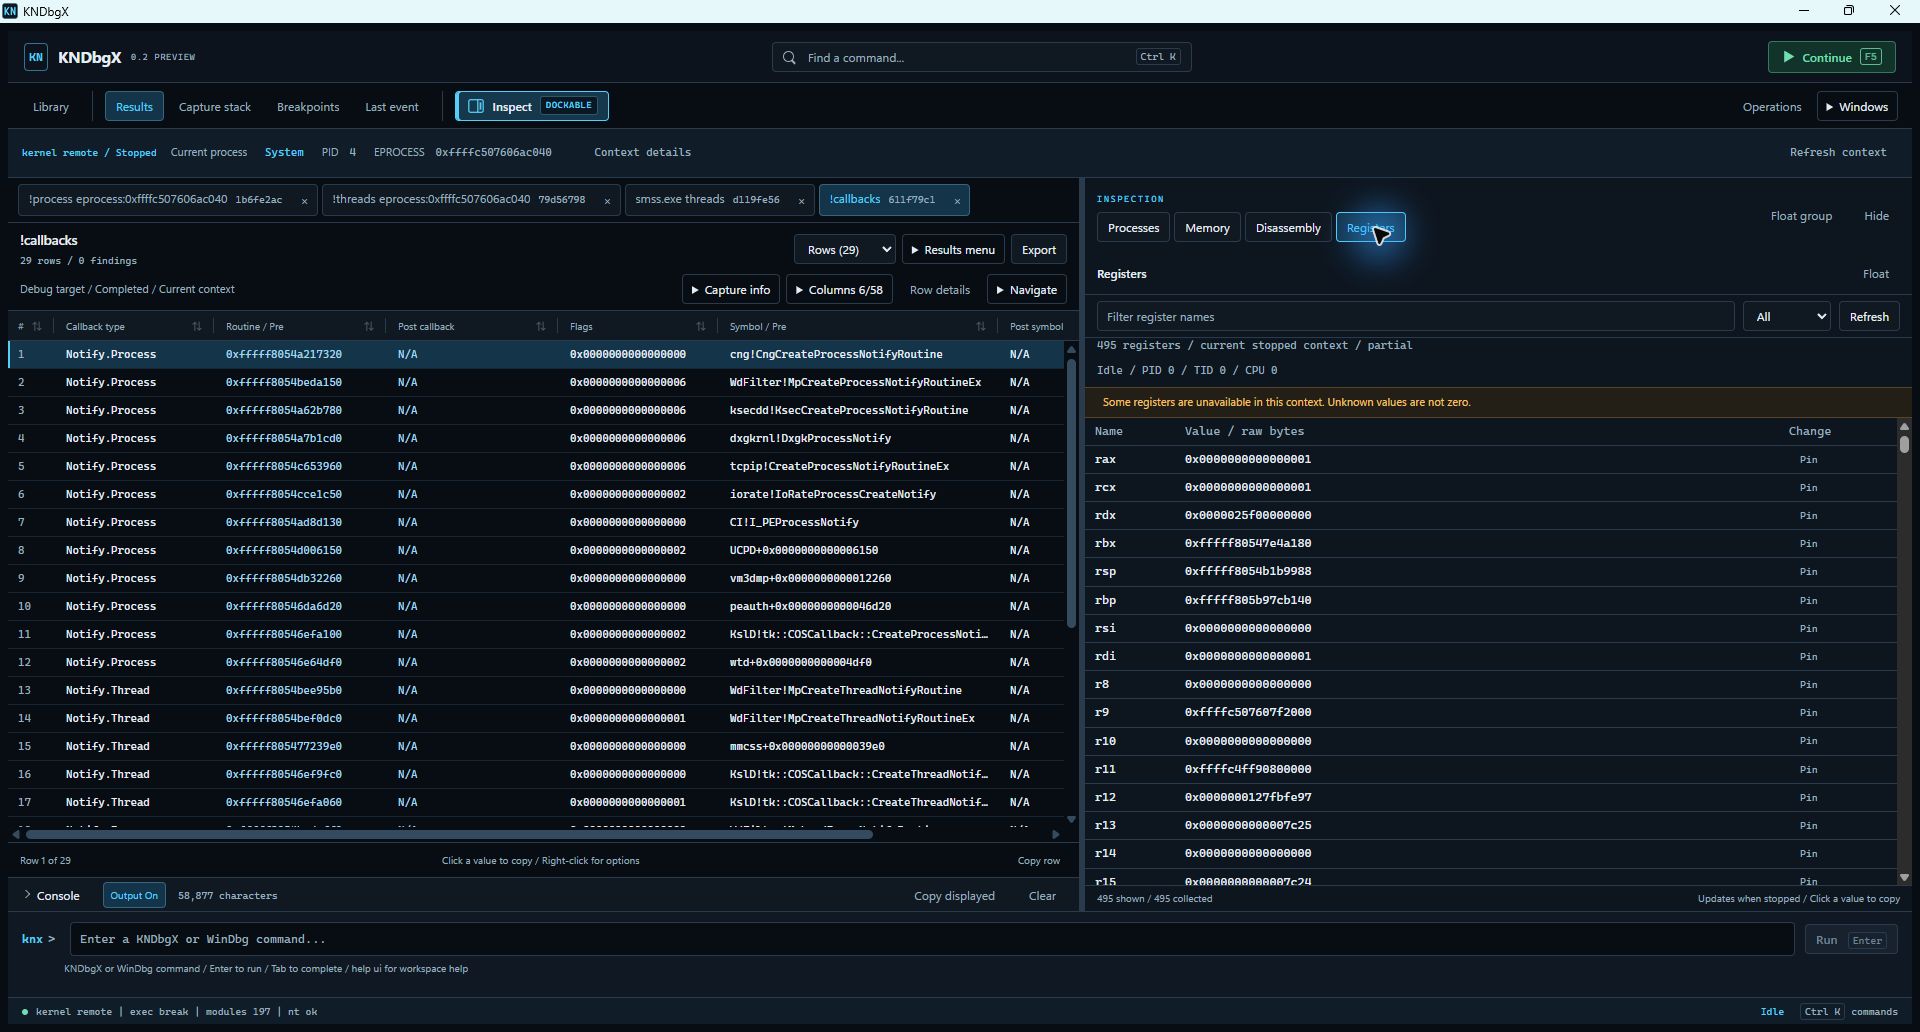 KN KNDbgX
KN KNDbgX 0.2 PREVIEW
Find a command... Ctrl K
Continue F5
Library Results Capture stack Breakpoints Last event Inspect DOCKABLE Operations Windows
kernel remote / Stopped Current process System PID 4 EPROCESS 0xffffc507606ac040 Context details Refresh context
!process eprocess:0xffffc507606ac040 1b6fe2ac × !threads eprocess:0xffffc507606ac040 79d56798 × smss.exe threads d119fe56 × !callbacks 611f79c1 ×
!callbacks
29 rows / 0 findings
Rows (29) Results menu Export
Debug target / Completed / Current context
Capture info Columns 6/58 Row details Navigate
# Callback type Routine / Pre Post callback Flags Symbol / Pre Post symbol
1 Notify.Process 0xfffff8054a217320 N/A 0x0000000000000000 cng!CngCreateProcessNotifyRoutine N/A
2 Notify.Process 0xfffff8054beda150 N/A 0x0000000000000006 WdFilter!MpCreateProcessNotifyRoutineEx N/A
3 Notify.Process 0xfffff8054a62b780 N/A 0x0000000000000006 ksecdd!KsecCreateProcessNotifyRoutine N/A
4 Notify.Process 0xfffff8054a7b1cd0 N/A 0x0000000000000006 dxgkrnl!DxgkProcessNotify N/A
5 Notify.Process 0xfffff8054c653960 N/A 0x0000000000000006 tcpip!CreateProcessNotifyRoutineEx N/A
6 Notify.Process 0xfffff8054cce1c50 N/A 0x0000000000000002 iorate!IoRateProcessCreateNotify N/A
7 Notify.Process 0xfffff8054ad8d130 N/A 0x0000000000000000 CI!I_PEProcessNotify N/A
8 Notify.Process 0xfffff8054d006150 N/A 0x0000000000000002 UCPD+0x0000000000006150 N/A
9 Notify.Process 0xfffff8054db32260 N/A 0x0000000000000000 vm3dmp+0x0000000000012260 N/A
10 Notify.Process 0xfffff80546da6d20 N/A 0x0000000000000000 peauth+0x0000000000046d20 N/A
11 Notify.Process 0xfffff80546efa100 N/A 0x0000000000000002 KslD!tk::COSCallback::CreateProcessNoti… N/A
12 Notify.Process 0xfffff80546e64df0 N/A 0x0000000000000002 wtd+0x0000000000004df0 N/A
13 Notify.Thread 0xfffff8054bee95b0 N/A 0x0000000000000000 WdFilter!MpCreateThreadNotifyRoutine N/A
14 Notify.Thread 0xfffff8054bef0dc0 N/A 0x0000000000000001 WdFilter!MpCreateThreadNotifyRoutineEx N/A
15 Notify.Thread 0xfffff805477239e0 N/A 0x0000000000000000 mmcss+0x00000000000039e0 N/A
16 Notify.Thread 0xfffff80546ef9fc0 N/A 0x0000000000000000 KslD!tk::COSCallback::CreateThreadNotif… N/A
17 Notify.Thread 0xfffff80546efa060 N/A 0x0000000000000001 KslD!tk::COSCallback::CreateThreadNotif… N/A
Row 1 of 29 Click a value to copy / Right-click for options Copy row
Console Output On 58,877 characters Copy displayed Clear
INSPECTION
Processes Memory Disassembly Registers Float group Hide
Registers Float
Filter register names All Refresh
495 registers / current stopped context / partial
Idle / PID 0 / TID 0 / CPU 0
Some registers are unavailable in this context. Unknown values are not zero.
Name Value / raw bytes Change
rax 0x0000000000000001 Pin
rcx 0x0000000000000001 Pin
rdx 0x0000025f00000000 Pin
rbx 0xfffff80547e4a180 Pin
rsp 0xfffff8054b1b9988 Pin
rbp 0xfffff805b97cb140 Pin
rsi 0x0000000000000000 Pin
rdi 0x0000000000000001 Pin
r8 0x0000000000000000 Pin
r9 0xffffc507607f2000 Pin
r10 0x0000000000000000 Pin
r11 0xffffc4ff90800000 Pin
r12 0x0000000127fbfe97 Pin
r13 0x0000000000007c25 Pin
r14 0x0000000000000000 Pin
r15 0x0000000000007c24 Pin
495 shown / 495 collected Updates when stopped / Click a value to copy
knx > Enter a KNDbgX or WinDbg command... Run Enter
KNDbgX or WinDbg command / Enter to run / Tab to complete / help ui for workspace help
kernel remote | exec break | modules 197 | nt ok Idle Ctrl K commands